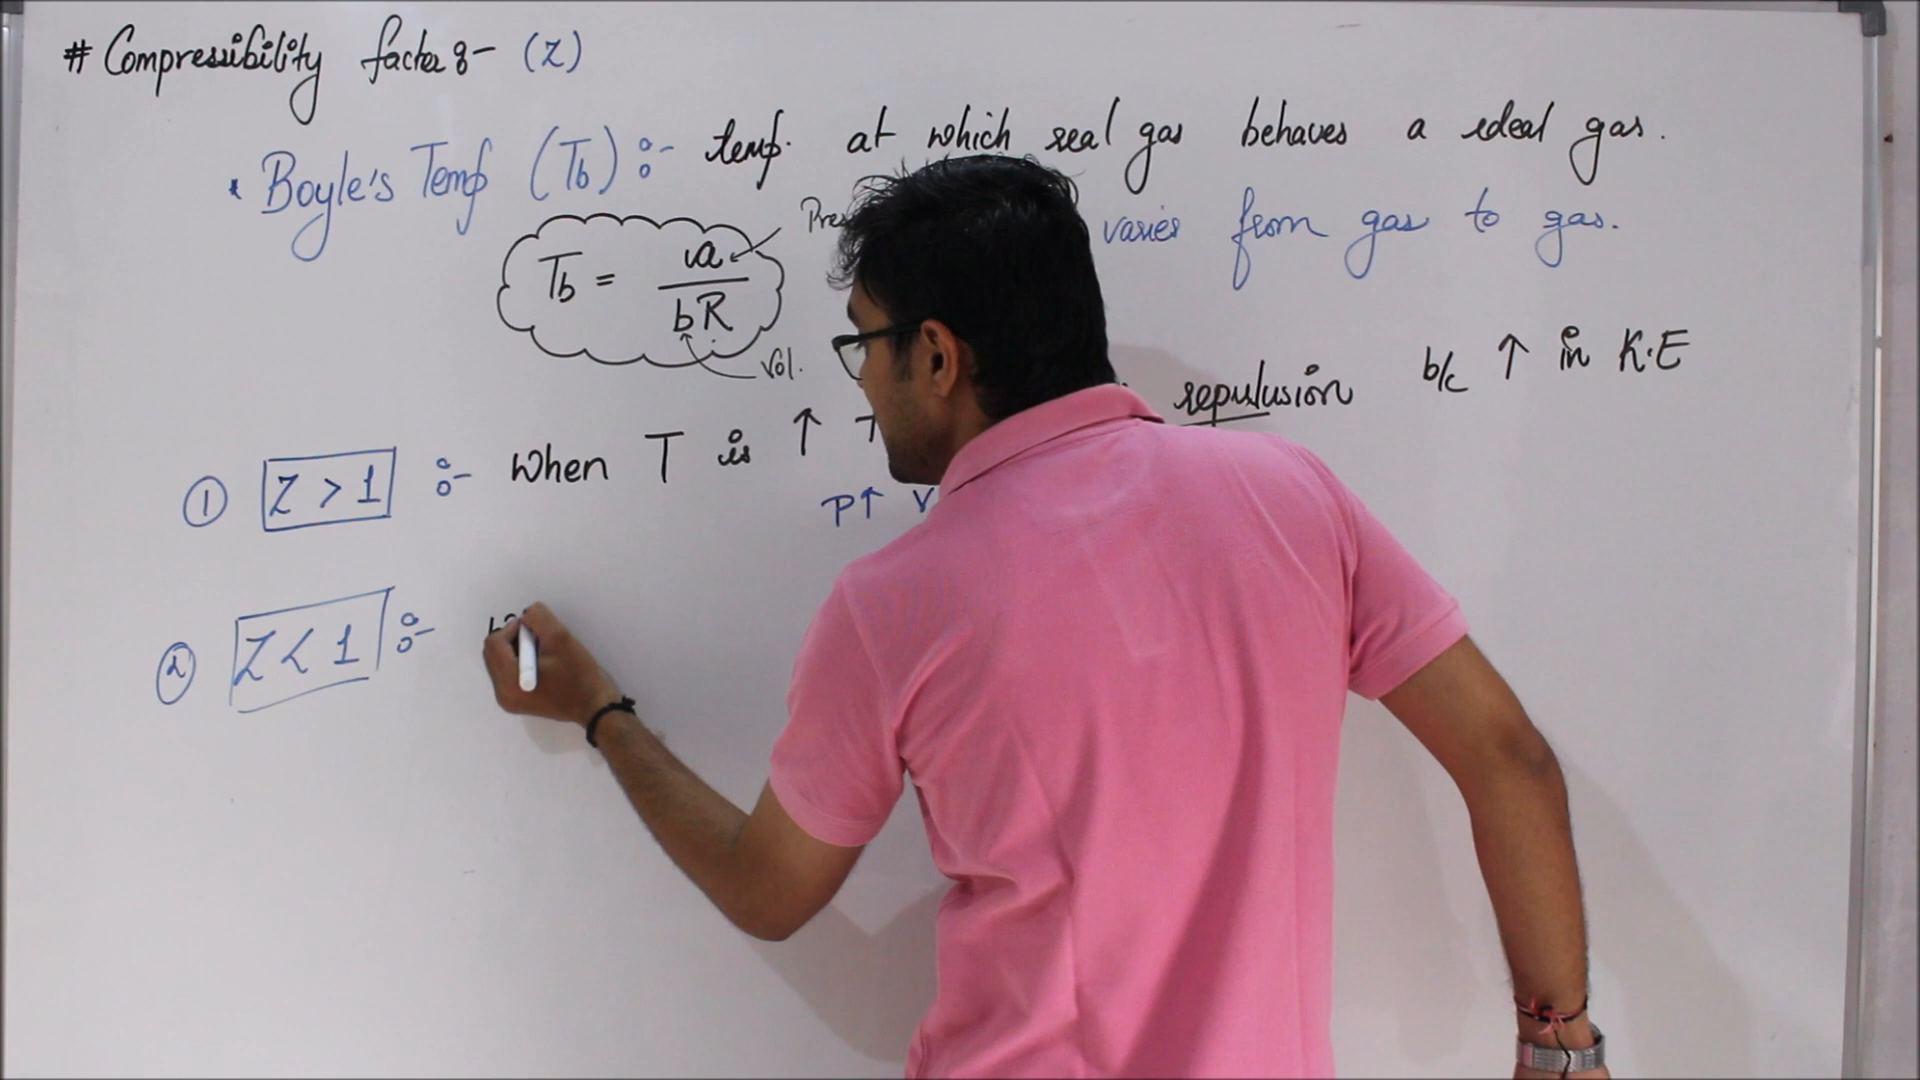 # Compressibility factor :- (Z)
• Boyle's Temp (Tb) :- temp. at which real gas behaves a ideal gas.
varies from gas to gas.
Tb = a / bR
Vol.
① Z > 1 :- When T is ↑ repulusion b/c ↑ in K.E
P↑ V
② Z < 1 :-